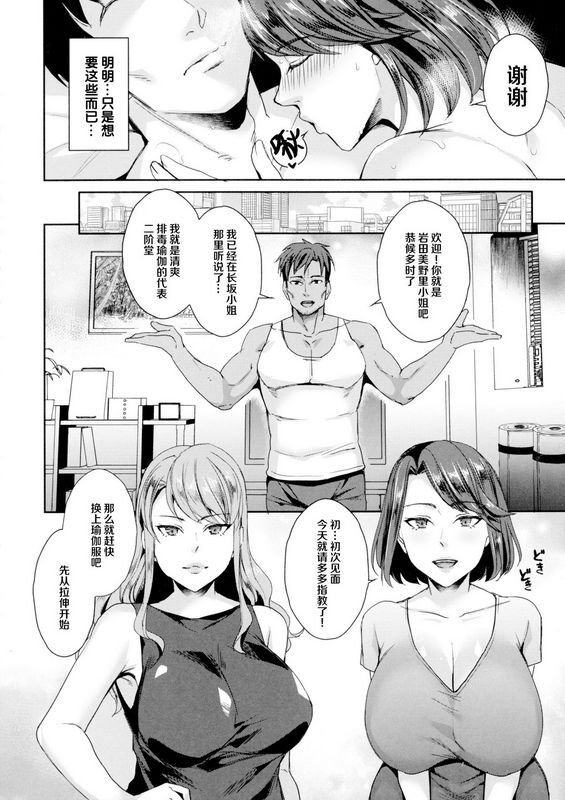 谢谢
明明…只是想
要这些而已…
欢迎！你就是
岩田美野里小姐吧
恭候多时了
我已经在长坂小姐
那里听说了…
我就是清爽
排毒瑜伽的代表
二阶堂
初…初次见面
今天就请多多指教了！
どき
どき
那么就赶快
换上瑜伽服吧
先从拉伸开始